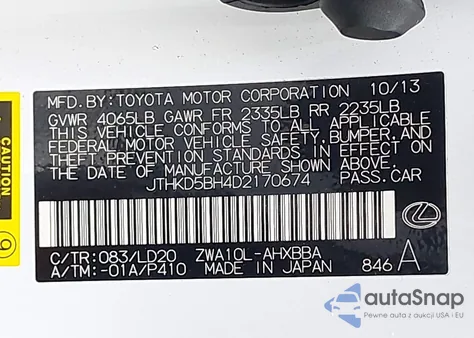 MFD. BY: TOYOTA MOTOR CORPORATION 10/13
GVWR 4065LB GAWR FR 2335LB RR 2235LB
THIS VEHICLE CONFORMS TO ALL APPLICABLE
FEDERAL MOTOR VEHICLE SAFETY, BUMPER, AND
THEFT PREVENTION STANDARDS IN EFFECT ON
THE DATE OF MANUFACTURE SHOWN ABOVE.
JTHKD5BH4D2170674 PASS. CAR
C/TR: 083/LD20 ZWA10L-AHXBBA
A/TM: -01A/P410 MADE IN JAPAN 846 A
CAUTION
autoSnap
Aukcje i Import aut z USA i EU